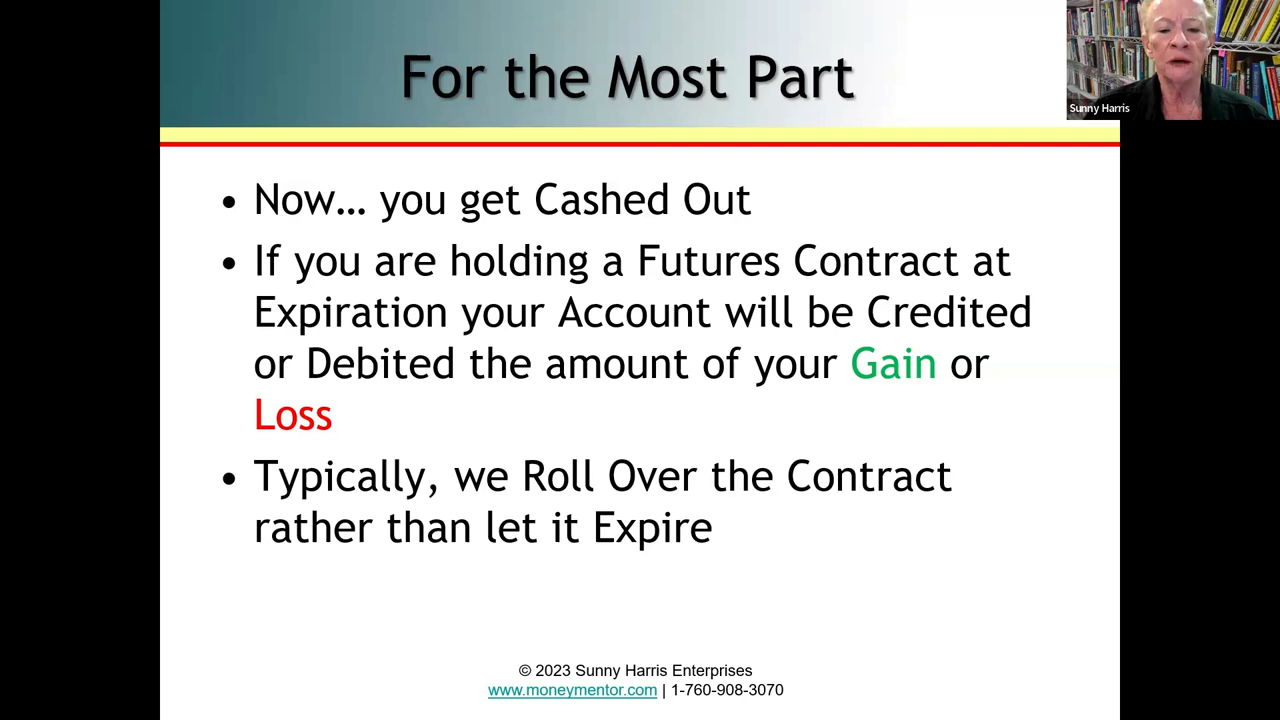 For the Most Part
Sunny Harris
• Now... you get Cashed Out
• If you are holding a Futures Contract at
Expiration your Account will be Credited
or Debited the amount of your Gain or
Loss
• Typically, we Roll Over the Contract
rather than let it Expire
© 2023 Sunny Harris Enterprises
www.moneymentor.com | 1-760-908-3070